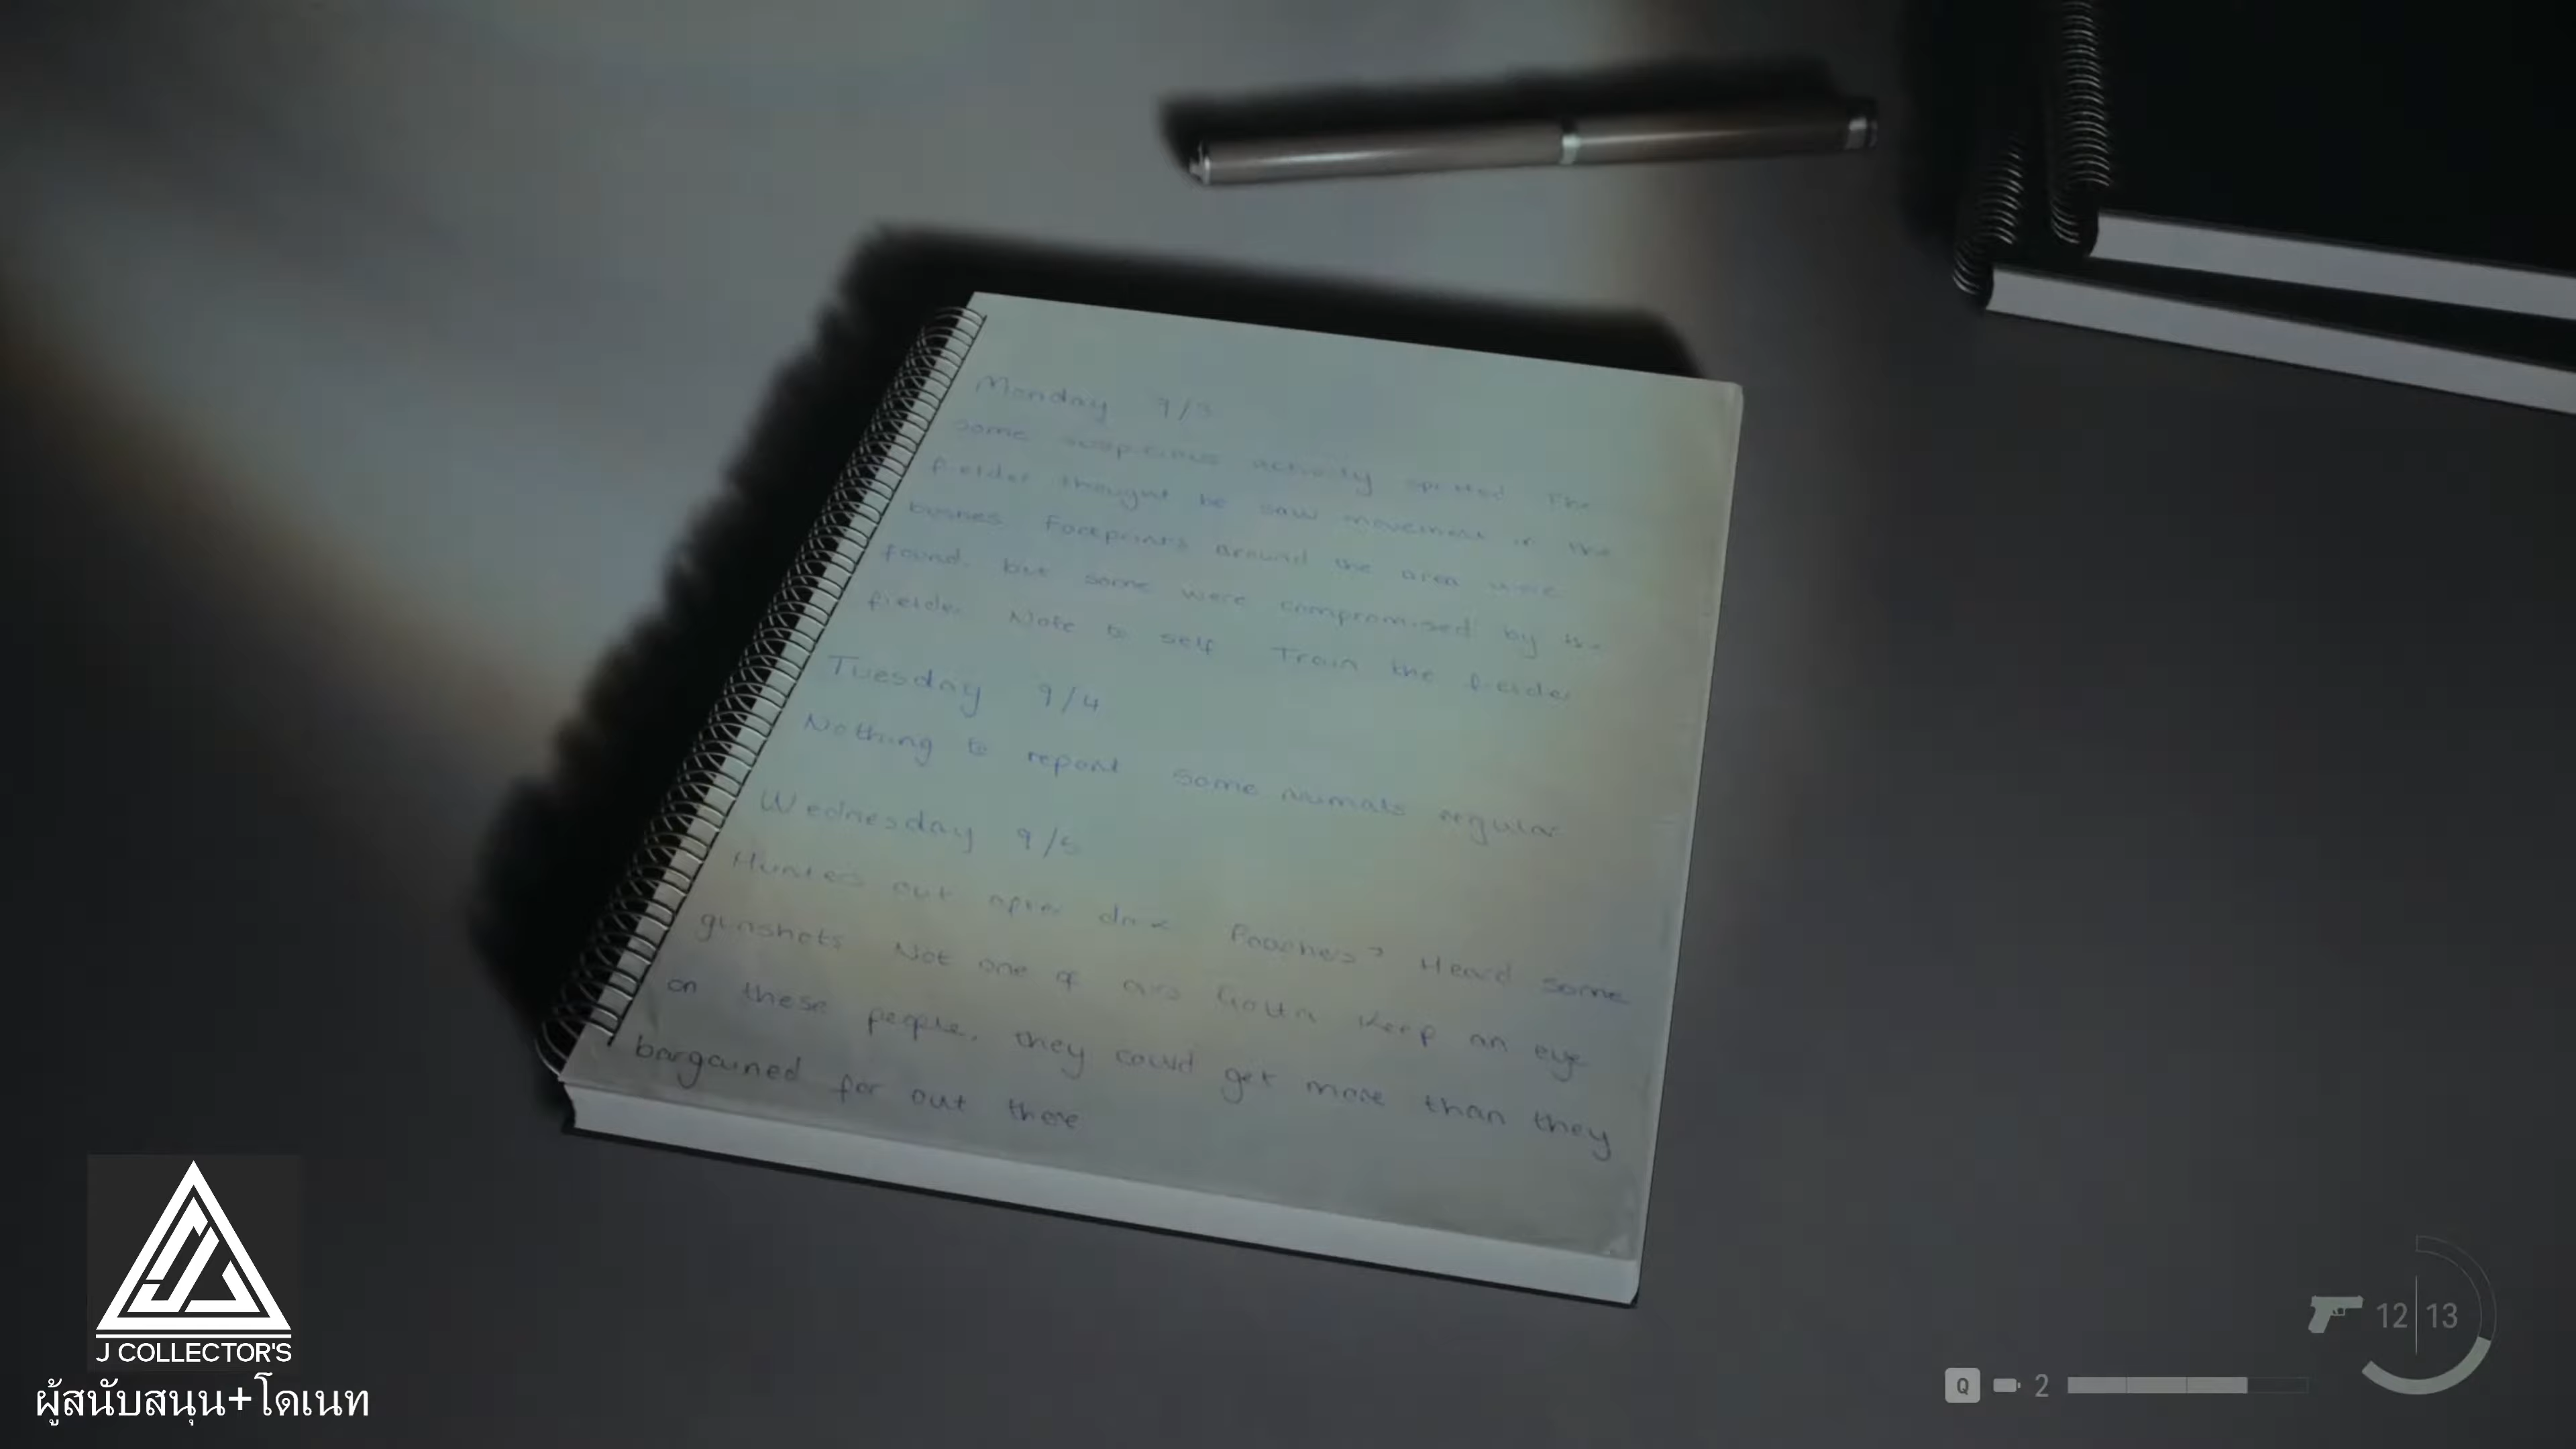 Monday 9/3
some suspicious activity spotted The
fielder thought he saw movement in the
bushes Footprints around the area were
found, but some were compromised by the
fielder Note to self Train the fielder
Tuesday 9/4
Nothing to report some animals regular
Wednesday 9/5
Hunters out after dark Poachers? Heard some
gunshots Not one of ours Gotta keep an eye
on these people, they could get more than they
bargained for out there
J COLLECTOR'S
ผู้สนับสนุน+โดเนท
12 13
Q 2